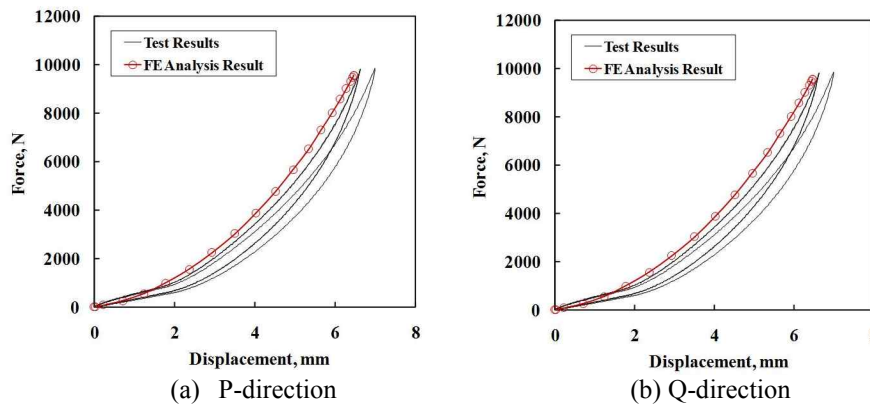 12000
10000
8000
6000
4000
2000
0
0 2 4 6 8
Force, N
Displacement, mm
Test Results
FE Analysis Result
(a) P-direction
12000
10000
8000
6000
4000
2000
0
0 2 4 6
Force, N
Displacement, mm
Test Results
FE Analysis Result
(b) Q-direction